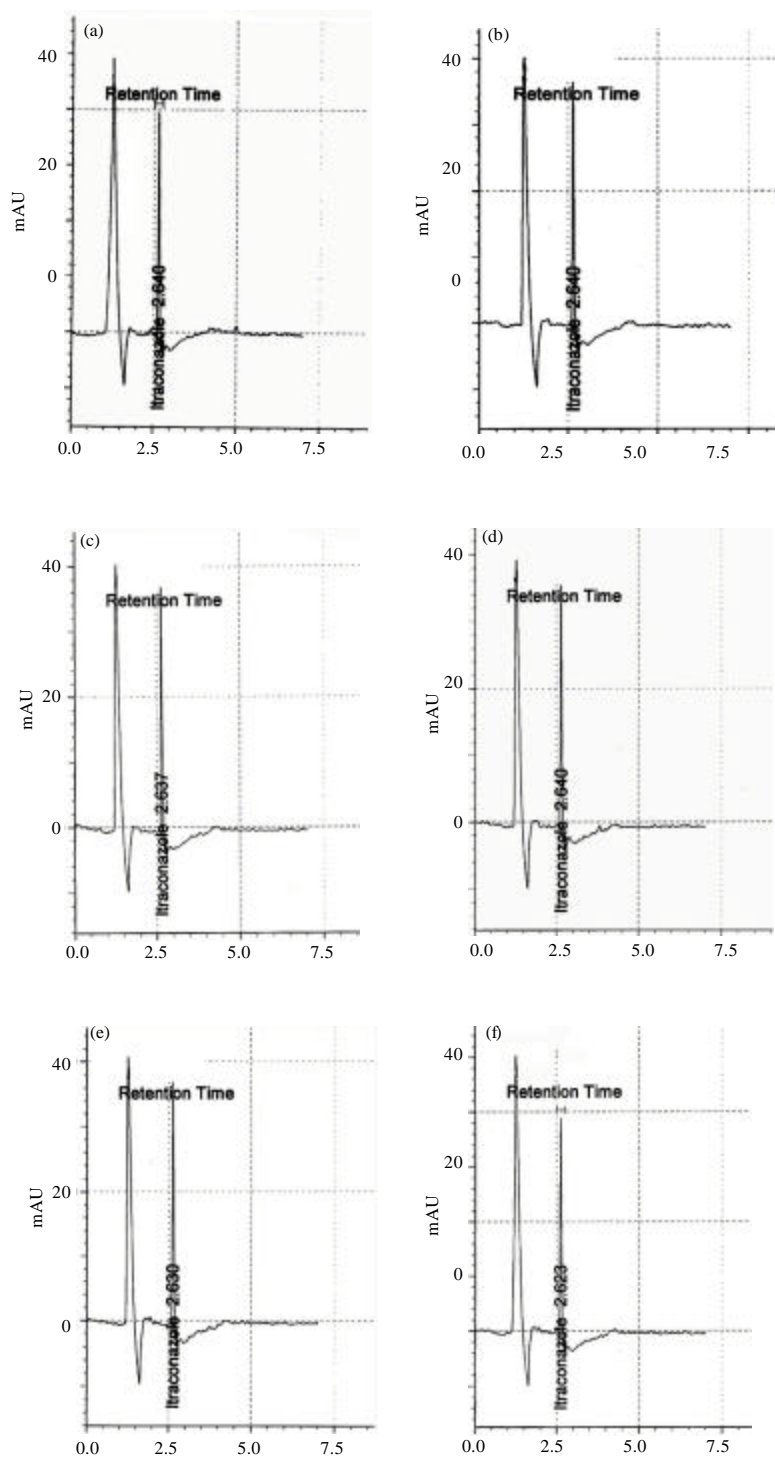 (a)
40
Retention Time
20
mAU
0
Itraconazole 2.640
0.0 2.5 5.0 7.5
(b)
40
Retention Time
20
mAU
0
Itraconazole 2.640
0.0 2.5 5.0 7.5
(c)
40
Retention Time
20
mAU
0
Itraconazole 2.637
0.0 2.5 5.0 7.5
(d)
40
Retention Time
20
mAU
0
Itraconazole 2.640
0.0 2.5 5.0 7.5
(e)
40
Retention Time
20
mAU
0
Itraconazole 2.630
0.0 2.5 5.0 7.5
(f)
40
Retention Time
20
mAU
0
Itraconazole 2.623
0.0 2.5 5.0 7.5